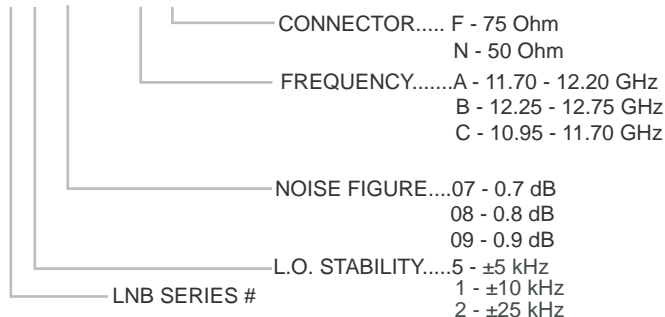 CONNECTOR..... F - 75 Ohm
N - 50 Ohm
FREQUENCY.......A - 11.70 - 12.20 GHz
B - 12.25 - 12.75 GHz
C - 10.95 - 11.70 GHz
NOISE FIGURE....07 - 0.7 dB
08 - 0.8 dB
09 - 0.9 dB
L.O. STABILITY.....5 - ±5 kHz
1 - ±10 kHz
LNB SERIES #
2 - ±25 kHz